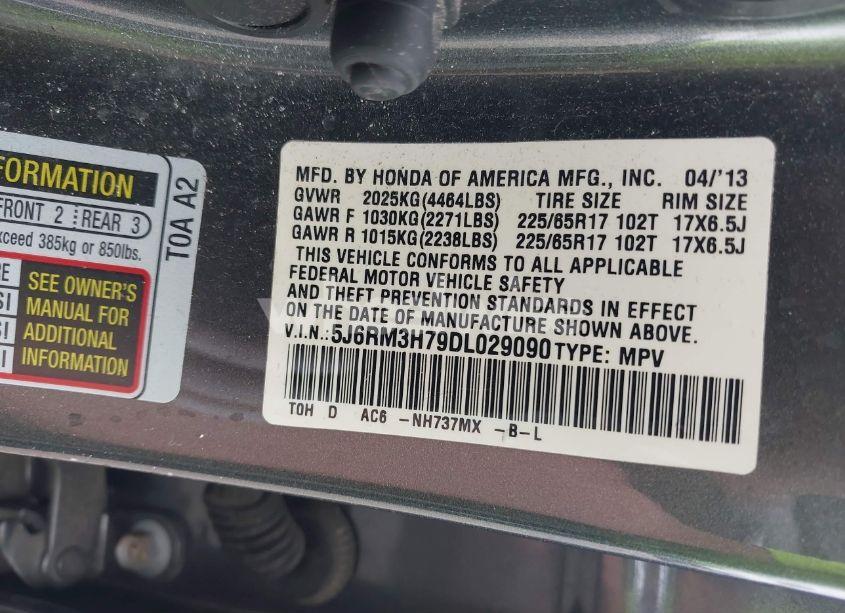 FORMATION
FRONT 2 REAR 3
exceed 385kg or 850lbs.
SEE OWNER'S
MANUAL FOR
ADDITIONAL
INFORMATION
T0A A2
MFD. BY HONDA OF AMERICA MFG., INC. 04/'13
GVWR 2025KG(4464LBS) TIRE SIZE RIM SIZE
GAWR F 1030KG(2271LBS) 225/65R17 102T 17X6.5J
GAWR R 1015KG(2238LBS) 225/65R17 102T 17X6.5J
THIS VEHICLE CONFORMS TO ALL APPLICABLE
FEDERAL MOTOR VEHICLE SAFETY
AND THEFT PREVENTION STANDARDS IN EFFECT
ON THE DATE OF MANUFACTURE SHOWN ABOVE.
V.I.N.:5J6RM3H79DL029090 TYPE: MPV
T0H D AC6 -NH737MX -B-L